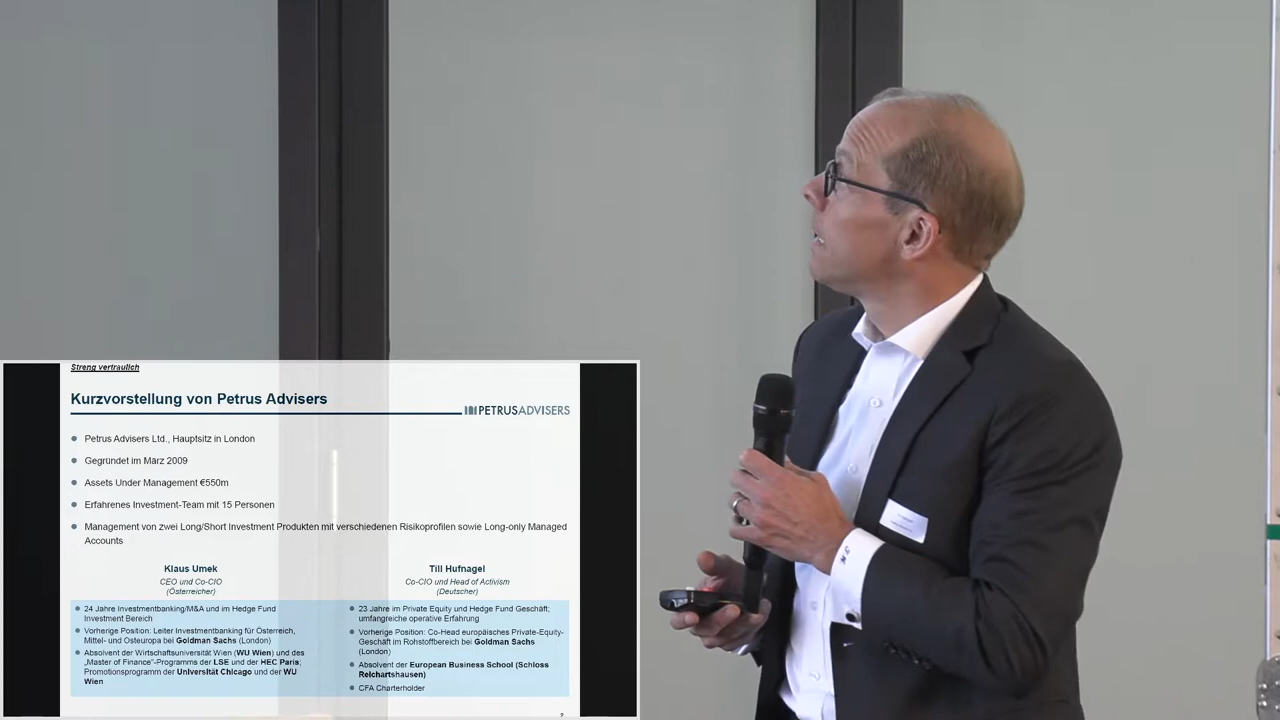 Streng vertraulich
Kurzvorstellung von Petrus Advisers
PETRUSADVISERS
Petrus Advisers Ltd., Hauptsitz in London
Gegründet im März 2009
Assets Under Management €550m
Erfahrenes Investment-Team mit 15 Personen
Management von zwei Long/Short Investment Produkten mit verschiedenen Risikoprofilen sowie Long-only Managed
Accounts
Klaus Umek
CEO und Co-CIO
(Österreicher)
24 Jahre Investmentbanking/M&A und im Hedge Fund
Investment Bereich
Vorherige Position: Leiter Investmentbanking für Österreich,
Mittel- und Osteuropa bei Goldman Sachs (London)
Absolvent der Wirtschaftsuniversität Wien (WU Wien) und des
„Master of Finance“-Programms der LSE und der HEC Paris;
Promotionsprogramm der Universität Chicago und der WU
Wien
Till Hufnagel
Co-CIO und Head of Activism
(Deutscher)
23 Jahre im Private Equity und Hedge Fund Geschäft;
umfangreiche operative Erfahrung
Vorherige Position: Co-Head europäisches Private-Equity-
Geschäft im Rohstoffbereich bei Goldman Sachs
(London)
Absolvent der European Business School (Schloss
Reichartshausen)
CFA Charterholder